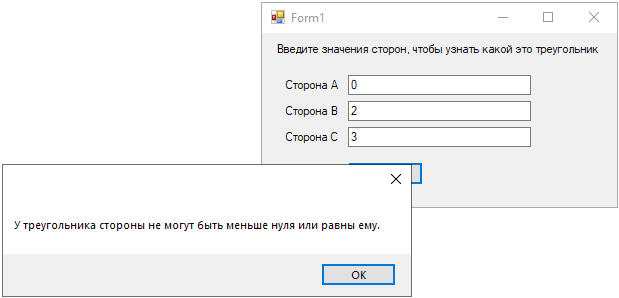 Form1
Введите значения сторон, чтобы узнать какой это треугольник
Сторона A 0
Сторона B 2
Сторона C 3
У треугольника стороны не могут быть меньше нуля или равны ему.
OK